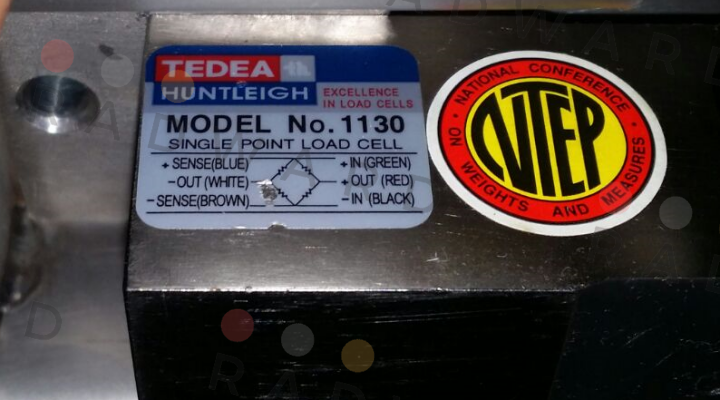 TEDEA
HUNTLEIGH
EXCELLENCE
IN LOAD CELLS
MODEL No. 1130
SINGLE POINT LOAD CELL
+ SENSE(BLUE) + IN (GREEN)
- OUT (WHITE) + OUT (RED)
- SENSE(BROWN) - IN (BLACK)
• NATIONAL CONFERENCE •
ON WEIGHTS AND MEASURES
NTEP